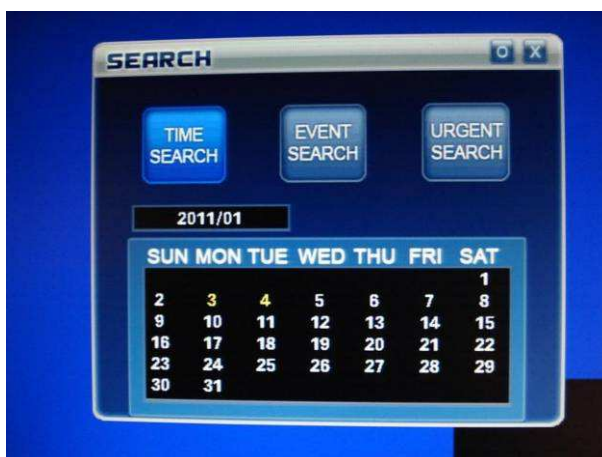 SEARCH O X
TIME SEARCH
EVENT SEARCH
URGENT SEARCH
2011/01
SUN MON TUE WED THU FRI SAT
1
2 3 4 5 6 7 8
9 10 11 12 13 14 15
16 17 18 19 20 21 22
23 24 25 26 27 28 29
30 31